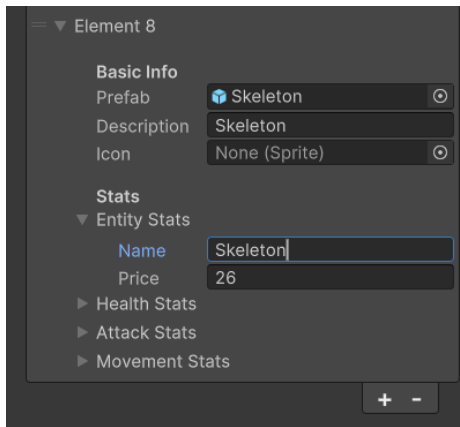 Element 8
Basic Info
Prefab Skeleton
Description Skeleton
Icon None (Sprite)
Stats
Entity Stats
Name Skeleton
Price 26
Health Stats
Attack Stats
Movement Stats
+ -